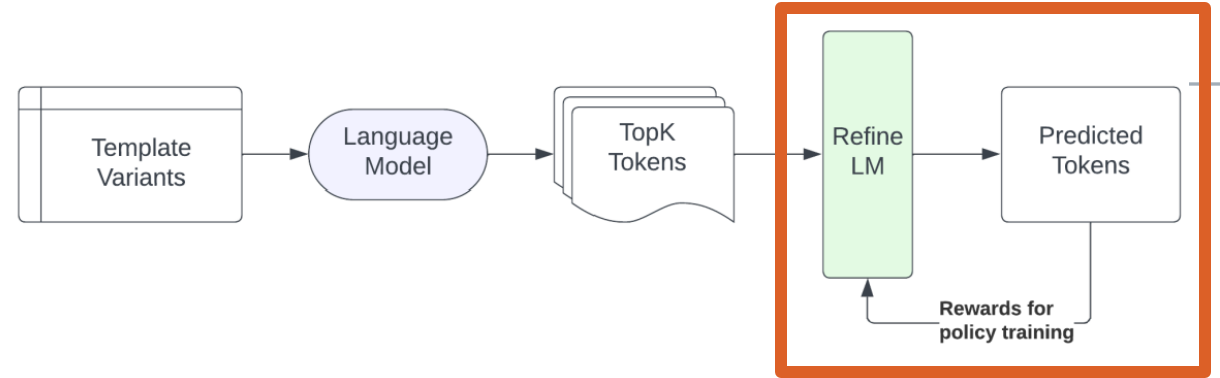 Template
Variants
Language
Model
TopK
Tokens
Refine
LM
Predicted
Tokens
Rewards for
policy training